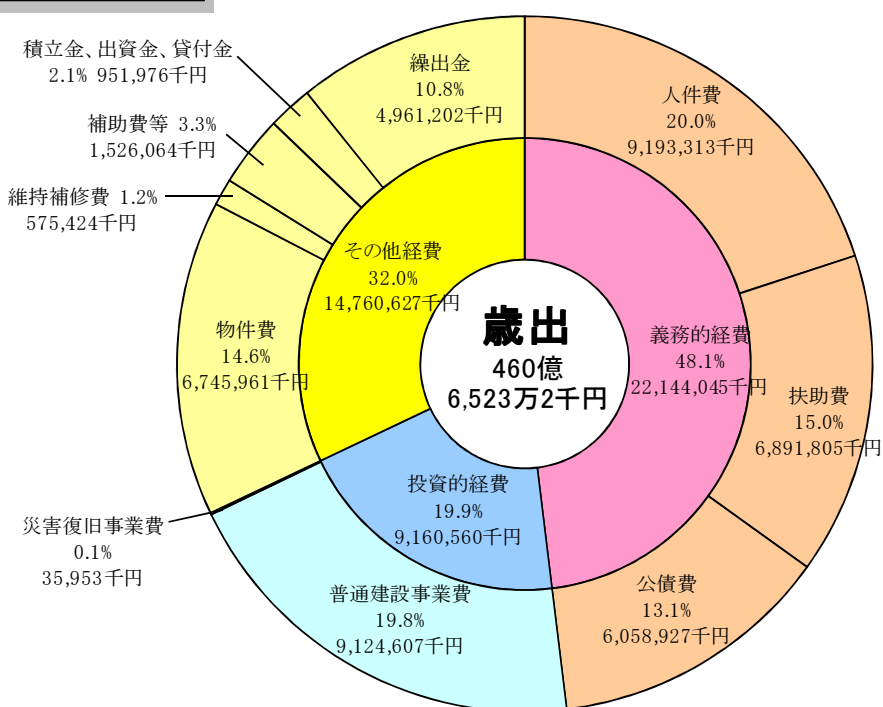 積立金、出資金、貸付金
2.1% 951,976千円
繰出金
10.8%
4,961,202千円
人件費
20.0%
9,193,313千円
補助費等 3.3%
1,526,064千円
維持補修費 1.2%
575,424千円
その他経費
32.0%
14,760,627千円
歳出
460億
6,523万2千円
義務的経費
48.1%
22,144,045千円
物件費
14.6%
6,745,961千円
扶助費
15.0%
6,891,805千円
投資的経費
19.9%
9,160,560千円
災害復旧事業費
0.1%
35,953千円
普通建設事業費
19.8%
9,124,607千円
公債費
13.1%
6,058,927千円